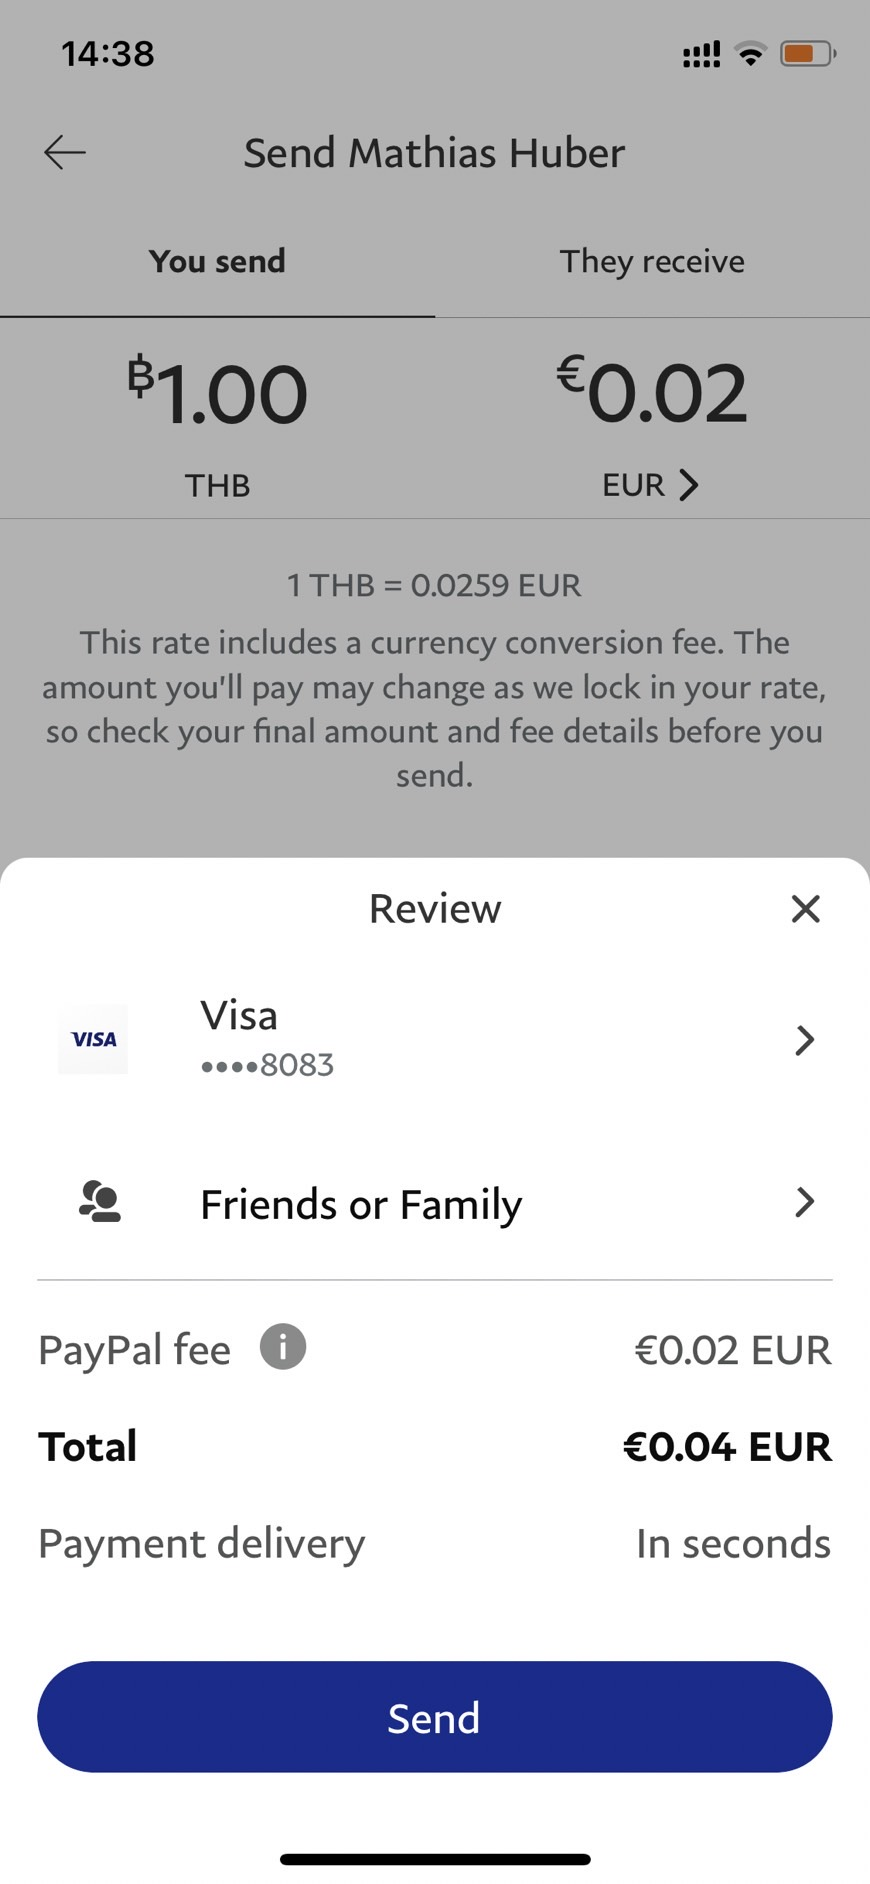 14:38
Send Mathias Huber
You send
They receive
฿1.00
€0.02
THB
EUR
1 THB = 0.0259 EUR
This rate includes a currency conversion fee. The
amount you'll pay may change as we lock in your rate,
so check your final amount and fee details before you
send.
Review
VISA
Visa
••••8083
Friends or Family
PayPal fee i €0.02 EUR
Total €0.04 EUR
Payment delivery In seconds
Send